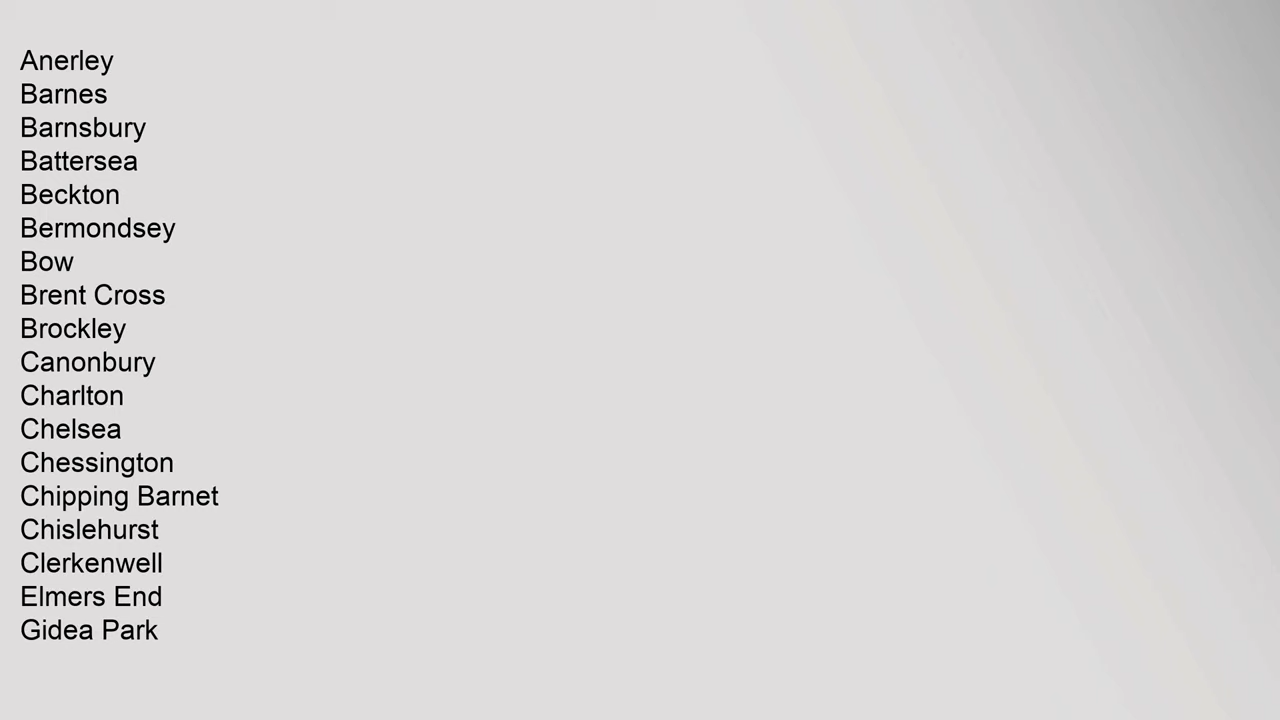 Anerley
Barnes
Barnsbury
Battersea
Beckton
Bermondsey
Bow
Brent Cross
Brockley
Canonbury
Charlton
Chelsea
Chessington
Chipping Barnet
Chislehurst
Clerkenwell
Elmers End
Gidea Park